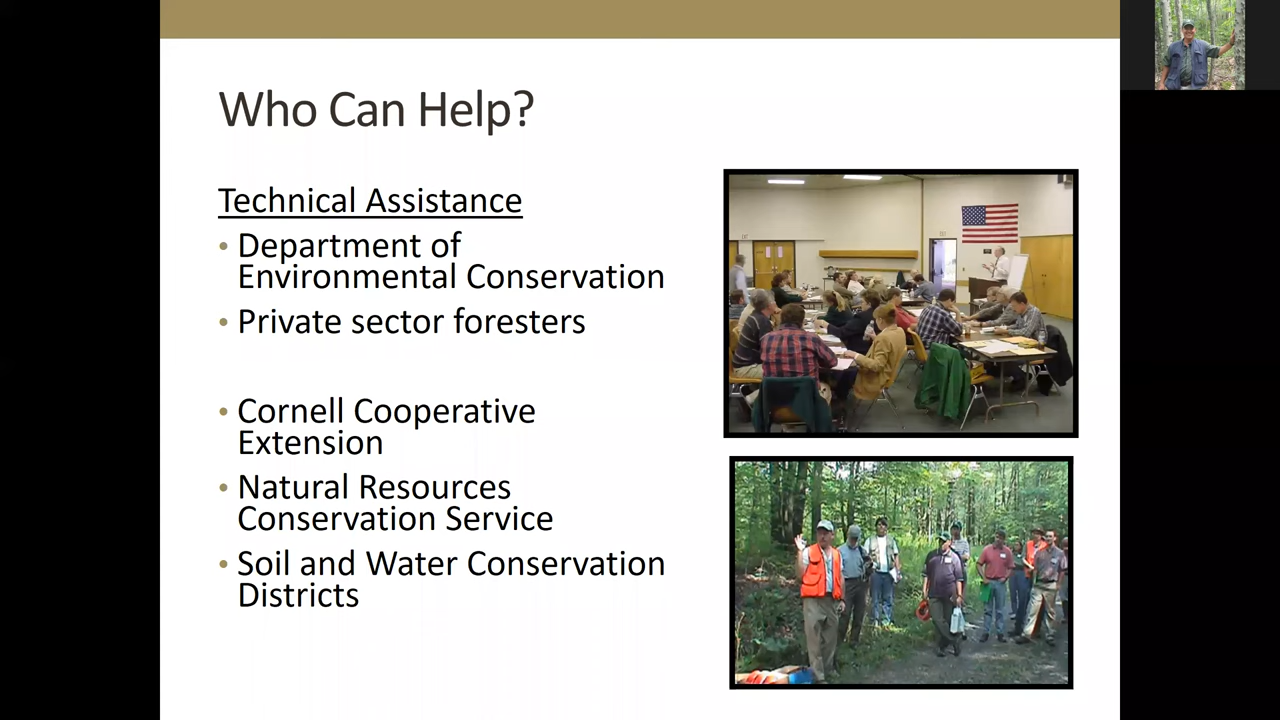 Who Can Help?
Technical Assistance
• Department of
Environmental Conservation
• Private sector foresters
• Cornell Cooperative
Extension
• Natural Resources
Conservation Service
• Soil and Water Conservation
Districts